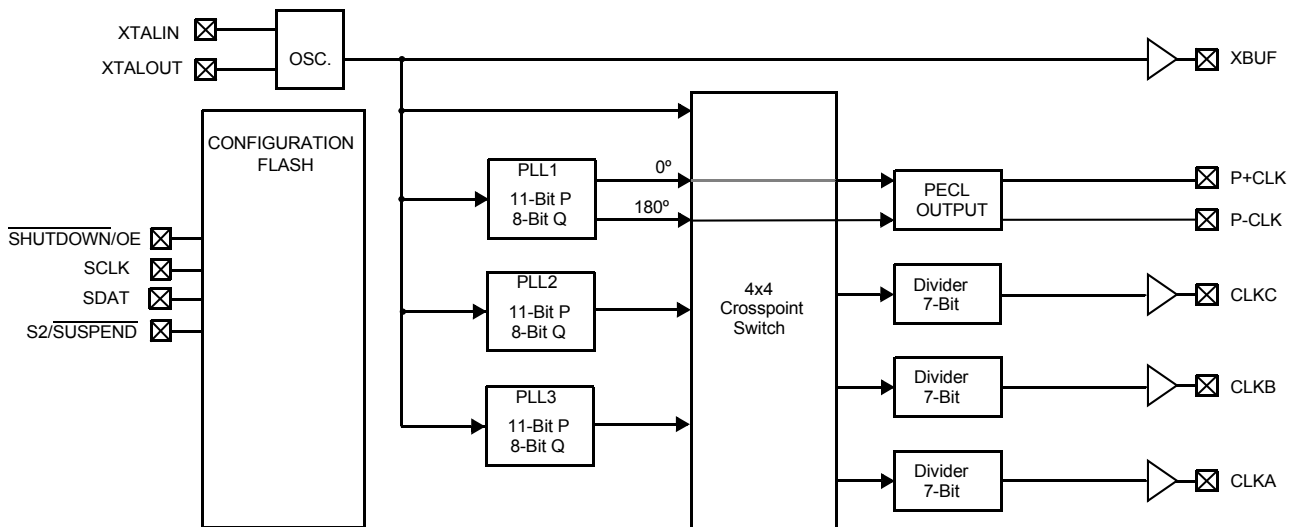 XTALIN
XTALOUT
OSC.
XBUF
CONFIGURATION
FLASH
SHUTDOWN/OE
SCLK
SDAT
S2/SUSPEND
PLL1
11-Bit P
8-Bit Q
0º
180º
PLL2
11-Bit P
8-Bit Q
PLL3
11-Bit P
8-Bit Q
4x4
Crosspoint
Switch
PECL
OUTPUT
P+CLK
P-CLK
Divider
7-Bit
CLKC
Divider
7-Bit
CLKB
Divider
7-Bit
CLKA